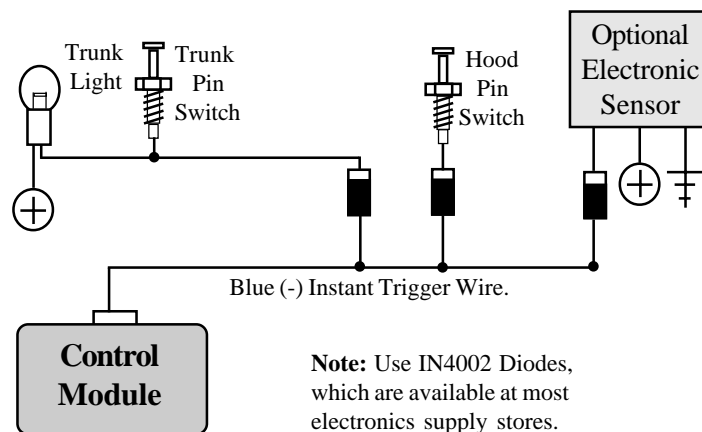 Trunk
Light
Trunk
Pin
Switch
Hood
Pin
Switch
Optional
Electronic
Sensor
Blue (-) Instant Trigger Wire.
Control
Module
Note: Use IN4002 Diodes,
which are available at most
electronics supply stores.